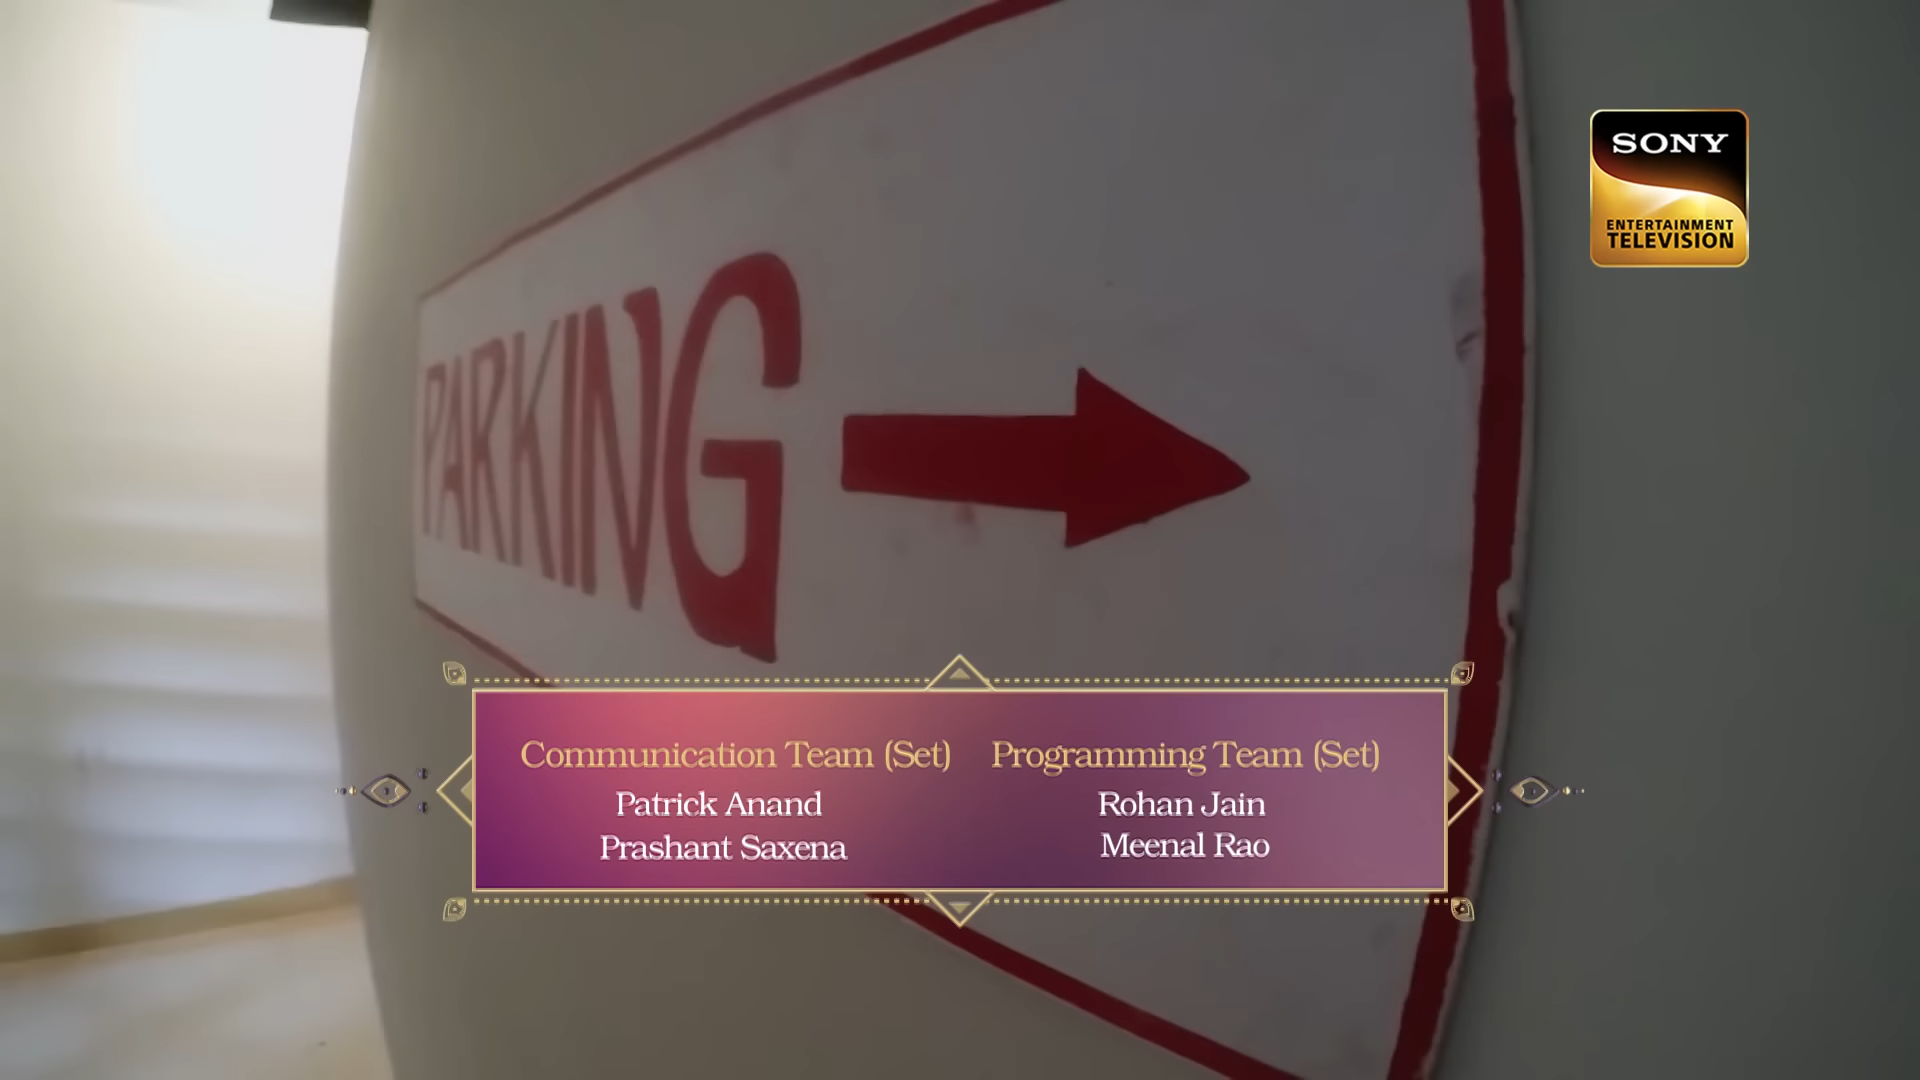 SONY
ENTERTAINMENT
TELEVISION
PARKING
Communication Team (Set)
Patrick Anand
Prashant Saxena
Programming Team (Set)
Rohan Jain
Meenal Rao